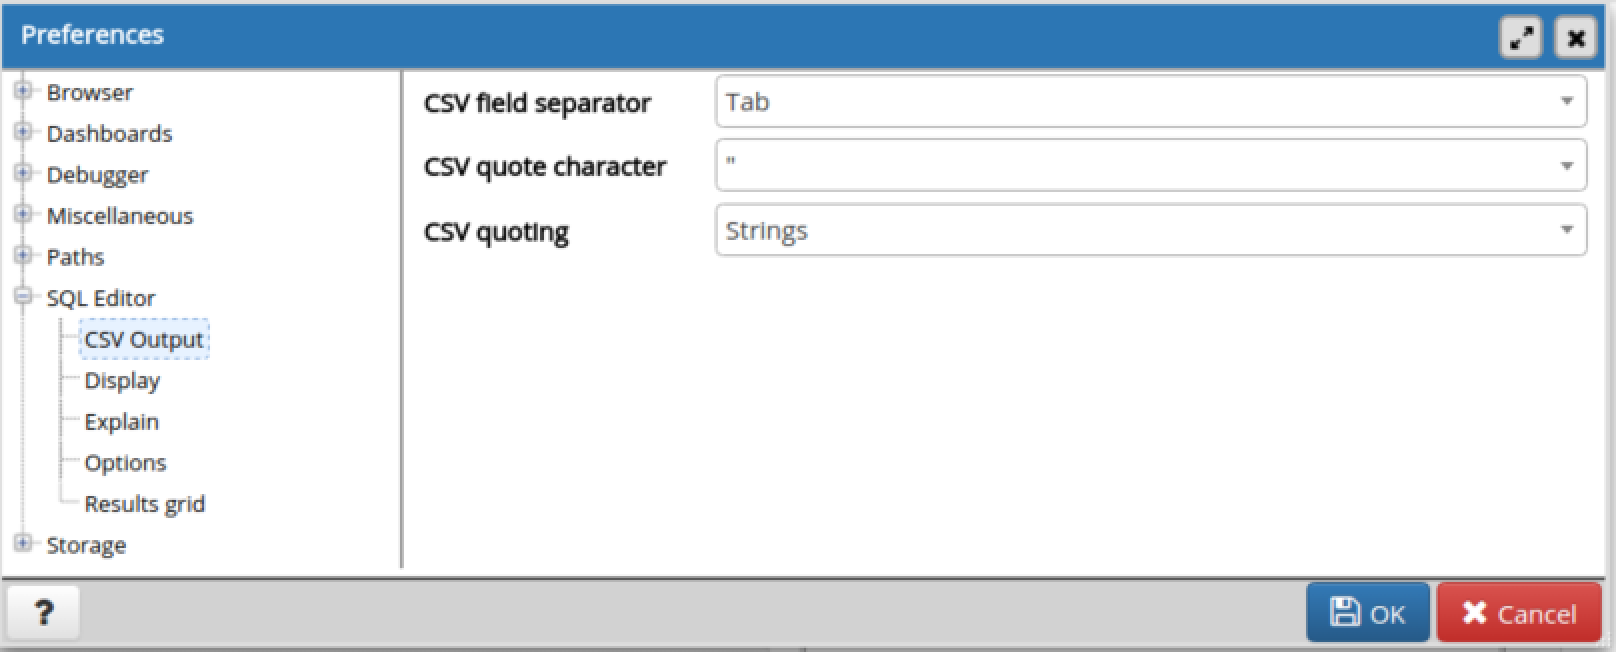 Preferences
Browser
Dashboards
Debugger
Miscellaneous
Paths
SQL Editor
CSV Output
Display
Explain
Options
Results grid
Storage
CSV field separator Tab
CSV quote character "
CSV quoting Strings
? OK Cancel